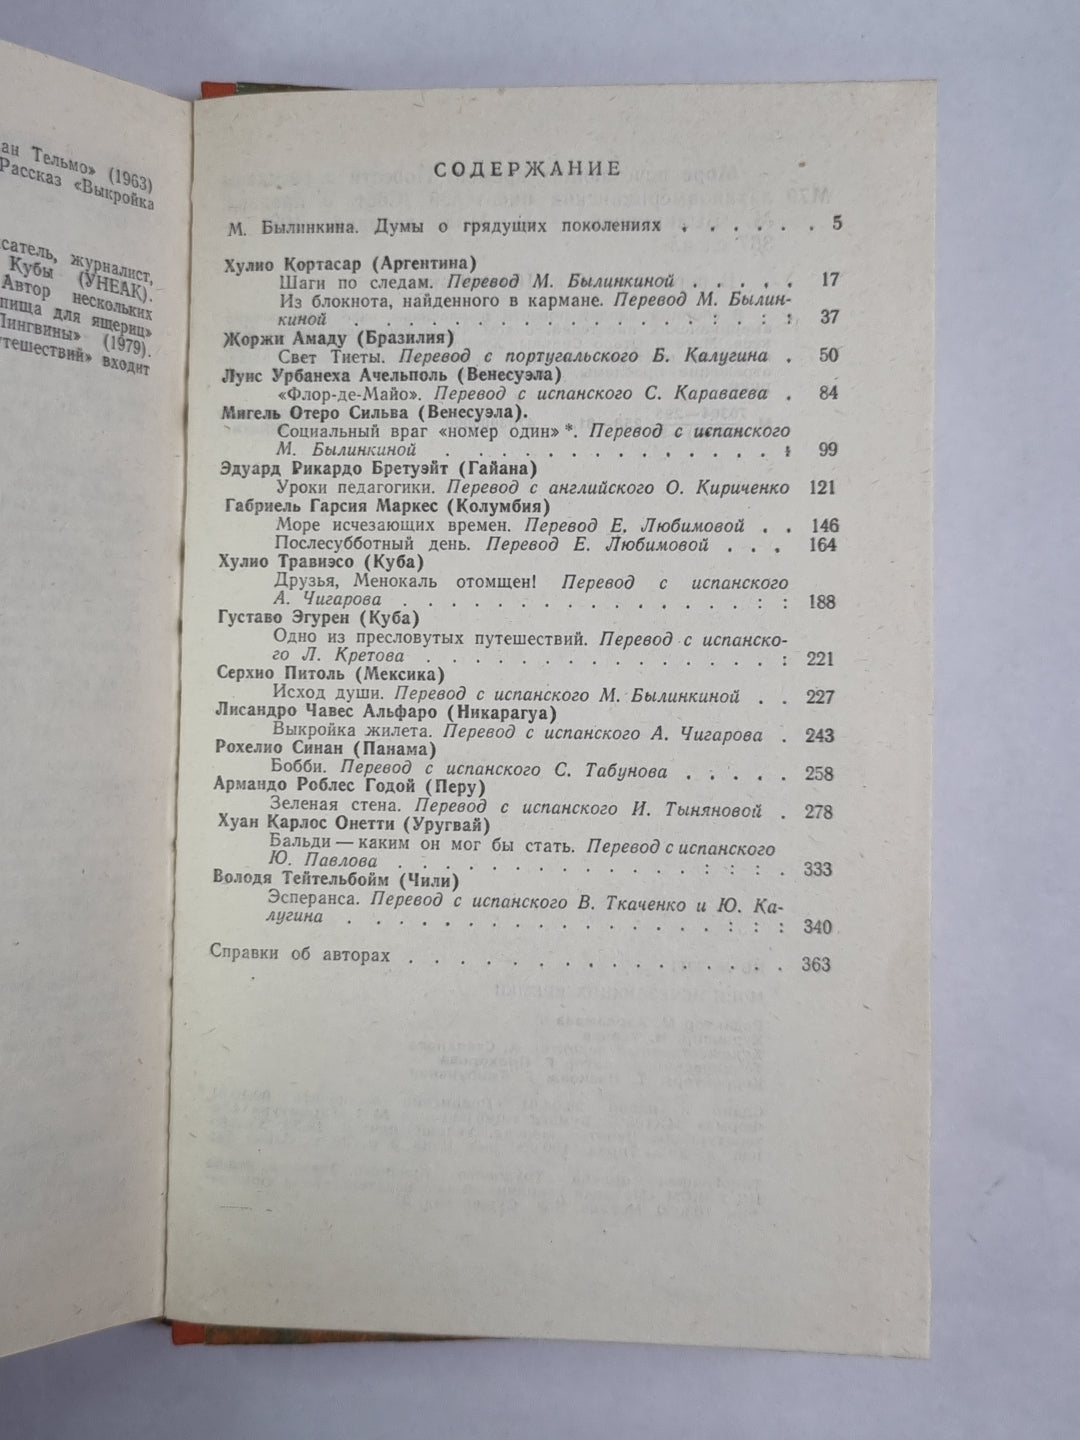 ан Тельмо» (1963)
Рассказ «Выкройка
сатель, журналист,
Кубы (УНЕАК).
Автор нескольких
пища для ящериц»
Пингвины» (1979).
тешествий» входит
СОДЕРЖАНИЕ
М. Былинкина. Думы о грядущих поколениях . . . . . . 5
Хулио Кортасар (Аргентина)
Шаги по следам. Перевод М. Былинкиной . . . . . 17
Из блокнота, найденного в кармане. Перевод М. Былин-
киной . . . . . . . . . . . . . . . . . . 37
Жоржи Амаду (Бразилия)
Свет Тиеты. Перевод с португальского Б. Калугина . 50
Луис Урбанеха Ачельполь (Венесуэла)
«Флор-де-Майо». Перевод с испанского С. Караваева . 84
Мигель Отеро Сильва (Венесуэла).
Социальный враг «номер один» *. Перевод с испанского
М. Былинкиной . . . . . . . . . . . . . . 99
Эдуард Рикардо Бретуэйт (Гайана)
Уроки педагогики. Перевод с английского О. Кириченко 121
Габриель Гарсия Маркес (Колумбия)
Море исчезающих времен. Перевод Е. Любимовой . . 146
Послесубботный день. Перевод Е. Любимовой . . . 164
Хулио Травиэсо (Куба)
Друзья, Менокаль отомщен! Перевод с испанского
А. Чигарова . . . . . . . . . . . . . . . . 188
Густаво Эгурен (Куба)
Одно из пресловутых путешествий. Перевод с испанско-
го Л. Кретова . . . . . . . . . . . . . . . 221
Серхио Питоль (Мексика)
Исход души. Перевод с испанского М. Былинкиной . . 227
Лисандро Чавес Альфаро (Никарагуа)
Выкройка жилета. Перевод с испанского А. Чигарова . 243
Рохелио Синан (Панама)
Бобби. Перевод с испанского С. Табунова . . . . . 258
Армандо Роблес Годой (Перу)
Зеленая стена. Перевод с испанского И. Тыняновой . 278
Хуан Карлос Онетти (Уругвай)
Бальди — каким он мог бы стать. Перевод с испанского
Ю. Павлова . . . . . . . . . . . . . . . . 333
Володя Тейтельбойм (Чили)
Эсперанса. Перевод с испанского В. Ткаченко и Ю. Ка-
лугина . . . . . . . . . . . . . . . . . . 340
Справки об авторах . . . . . . . . . . . . . . . . 363